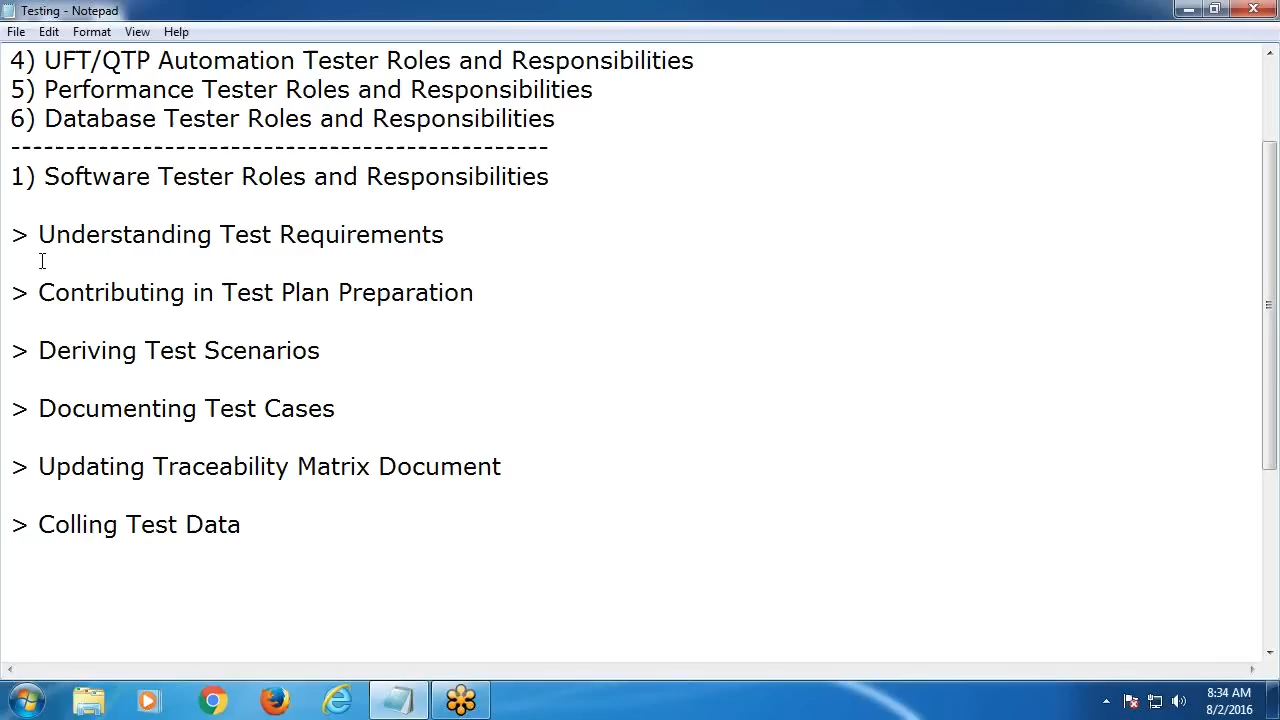 Testing - Notepad
File Edit Format View Help
4) UFT/QTP Automation Tester Roles and Responsibilities
5) Performance Tester Roles and Responsibilities
6) Database Tester Roles and Responsibilities
-------------------------------------------------
1) Software Tester Roles and Responsibilities
> Understanding Test Requirements
> Contributing in Test Plan Preparation
> Deriving Test Scenarios
> Documenting Test Cases
> Updating Traceability Matrix Document
> Colling Test Data
8:34 AM
8/2/2016